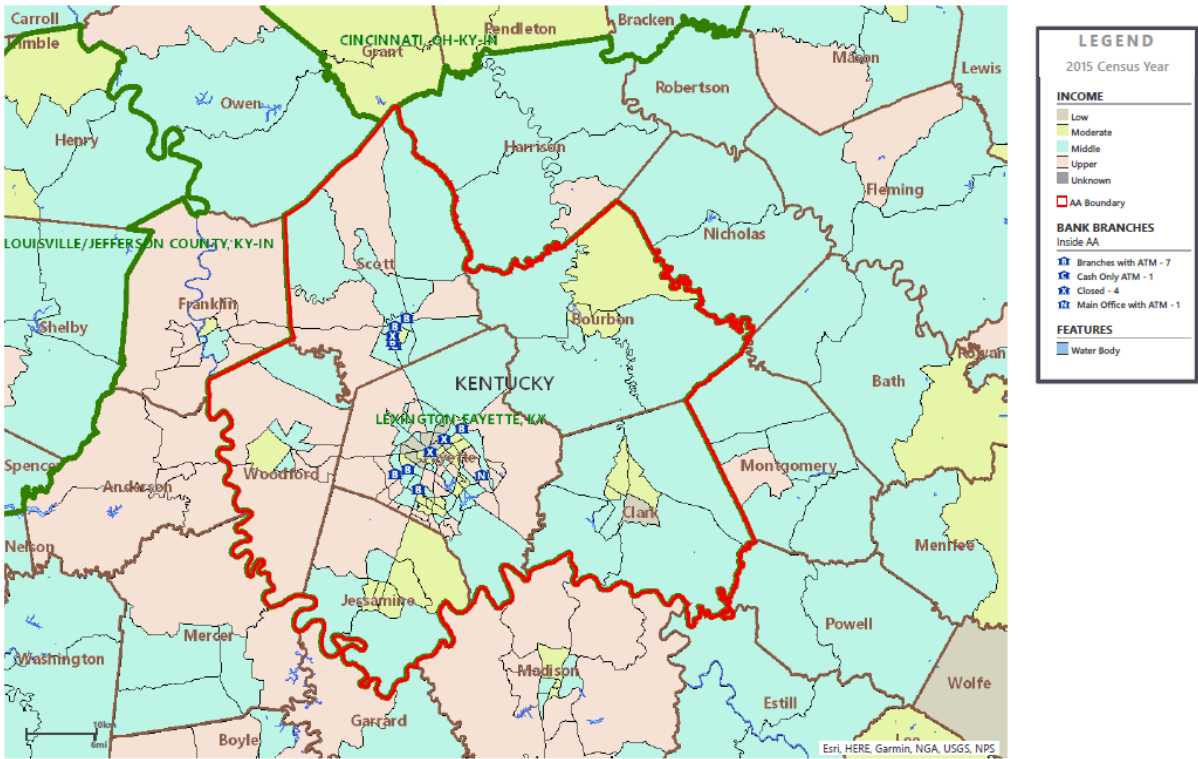 Carroll
Trimble
Bracken
Pendleton
CINCINNATI, OH-KY-IN
Grant
Mason
Lewis
Robertson
Owen
Henry
Harrison
Fleming
Nicholas
LOUISVILLE/JEFFERSON COUNTY, KY-IN
Scott
Franklin
Bourbon
Shelby
Rowan
KENTUCKY
Bath
LEXINGTON-FAYETTE, KY
Fayette
Spencer
Woodford
Montgomery
Anderson
Clark
Nelson
Menifee
Jessamine
Powell
Mercer
Washington
Madison
Wolfe
Estill
Garrard
10km
Boyle
6mi
Lee
Esri, HERE, Garmin, NGA, USGS, NPS
LEGEND
2015 Census Year
INCOME
Low
Moderate
Middle
Upper
Unknown
AA Boundary
BANK BRANCHES
Inside AA
Branches with ATM - 7
Cash Only ATM - 1
Closed - 4
Main Office with ATM - 1
FEATURES
Water Body